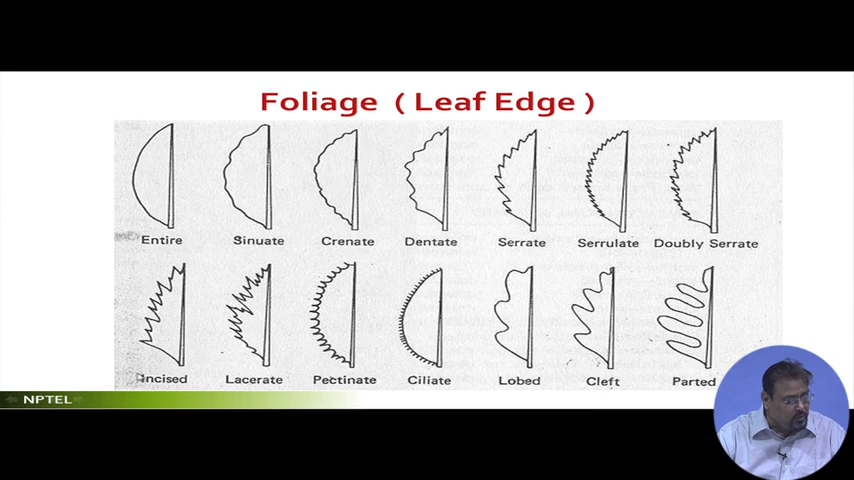 Foliage ( Leaf Edge )
Entire Sinuate Crenate Dentate Serrate Serrulate Doubly Serrate
Incised Lacerate Pectinate Ciliate Lobed Cleft Parted
NPTEL